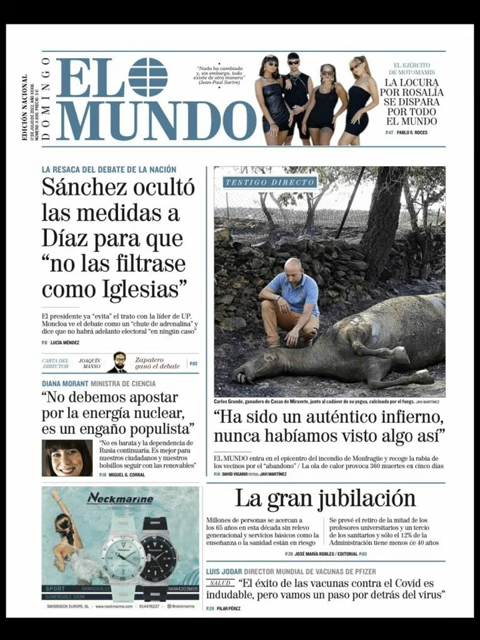 EDICIÓN NACIONAL
DOMINGO
EL MUNDO
"Nada ha cambiado
y, sin embargo, todo
existe de otra manera"
(Jean-Paul Sartre)
EL EJÉRCITO
DE MOTOMAMIS
LA LOCURA
POR ROSALÍA
SE DISPARA
POR TODO
EL MUNDO
P.47 PABLO R. ROCES
LA RESACA DEL DEBATE DE LA NACIÓN
Sánchez ocultó
las medidas a
Díaz para que
“no las filtrase
como Iglesias”
El presidente ya “evita” el trato con la líder de UP.
Moncloa ve el debate como un “chute de adrenalina” y
dice que no habrá adelanto electoral “en ningún caso”
P.8 LUCÍA MÉNDEZ
CARTA DEL
DIRECTOR
JOAQUÍN
MANSO
Zapatero
ganó el debate
DIANA MORANT MINISTRA DE CIENCIA
“No debemos apostar
por la energía nuclear,
es un engaño populista”
“No es barata y la dependencia de
Rusia continuaría. Es mejor para
nuestros ciudadanos y nuestros
bolsillos seguir con las renovables”
MIGUEL G. CORRAL
Neckmarine
SPORT
NECKMARINE
SWISSNECK EUROPE, SL
www.neckmarine.com
TESTIGO DIRECTO
Carlos Grande, ganadero de Casas de Miravete, junto al cadáver de su yegua, calcinada por el fuego. JAVI MARTÍNEZ
“Ha sido un auténtico infierno,
nunca habíamos visto algo así”
EL MUNDO entra en el epicentro del incendio de Monfragüe y recoge la rabia de
los vecinos por el “abandono” / La ola de calor provoca 360 muertes en cinco días
DAVID VIGARIO JAVI MARTÍNEZ
La gran jubilación
Millones de personas se acercan a
los 65 años en esta década sin relevo
generacional y servicios básicos como la
enseñanza o la sanidad están en riesgo
Se prevé el retiro de la mitad de los
profesores universitarios y un tercio
de los sanitarios y sólo el 12% de la
Administración tiene menos de 40 años
JOSÉ MARÍA ROBLES / EDITORIAL
LUIS JODAR DIRECTOR MUNDIAL DE VACUNAS DE PFIZER
SALUD “El éxito de las vacunas contra el Covid es
indudable, pero vamos un paso por detrás del virus”
PILAR PÉREZ